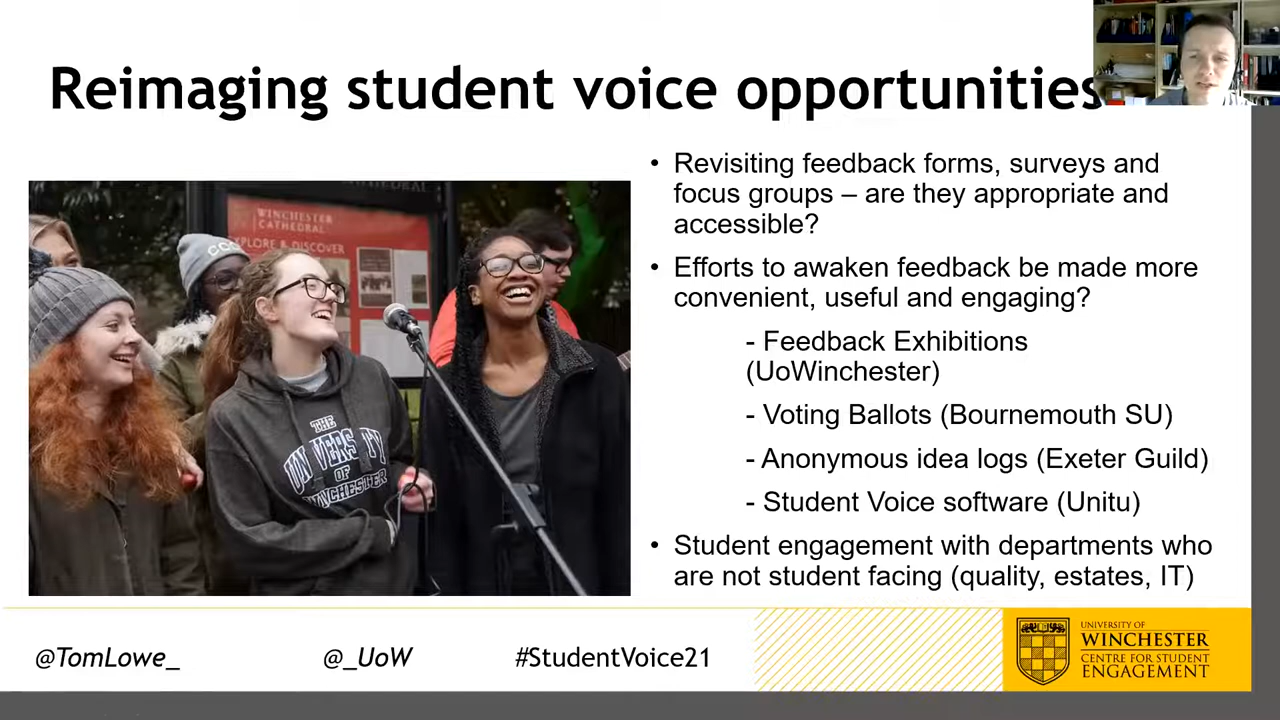 Reimaging student voice opportunities
• Revisiting feedback forms, surveys and
focus groups – are they appropriate and
accessible?
• Efforts to awaken feedback be made more
convenient, useful and engaging?
- Feedback Exhibitions
(UoWinchester)
- Voting Ballots (Bournemouth SU)
- Anonymous idea logs (Exeter Guild)
- Student Voice software (Unitu)
• Student engagement with departments who
are not student facing (quality, estates, IT)
WINCHESTER
CATHEDRAL
EXPLORE & DISCOVER
THE
UNIVERSITY
OF
WINCHESTER
@TomLowe_
@_UoW
#StudentVoice21
UNIVERSITY OF
WINCHESTER
CENTRE FOR STUDENT
ENGAGEMENT